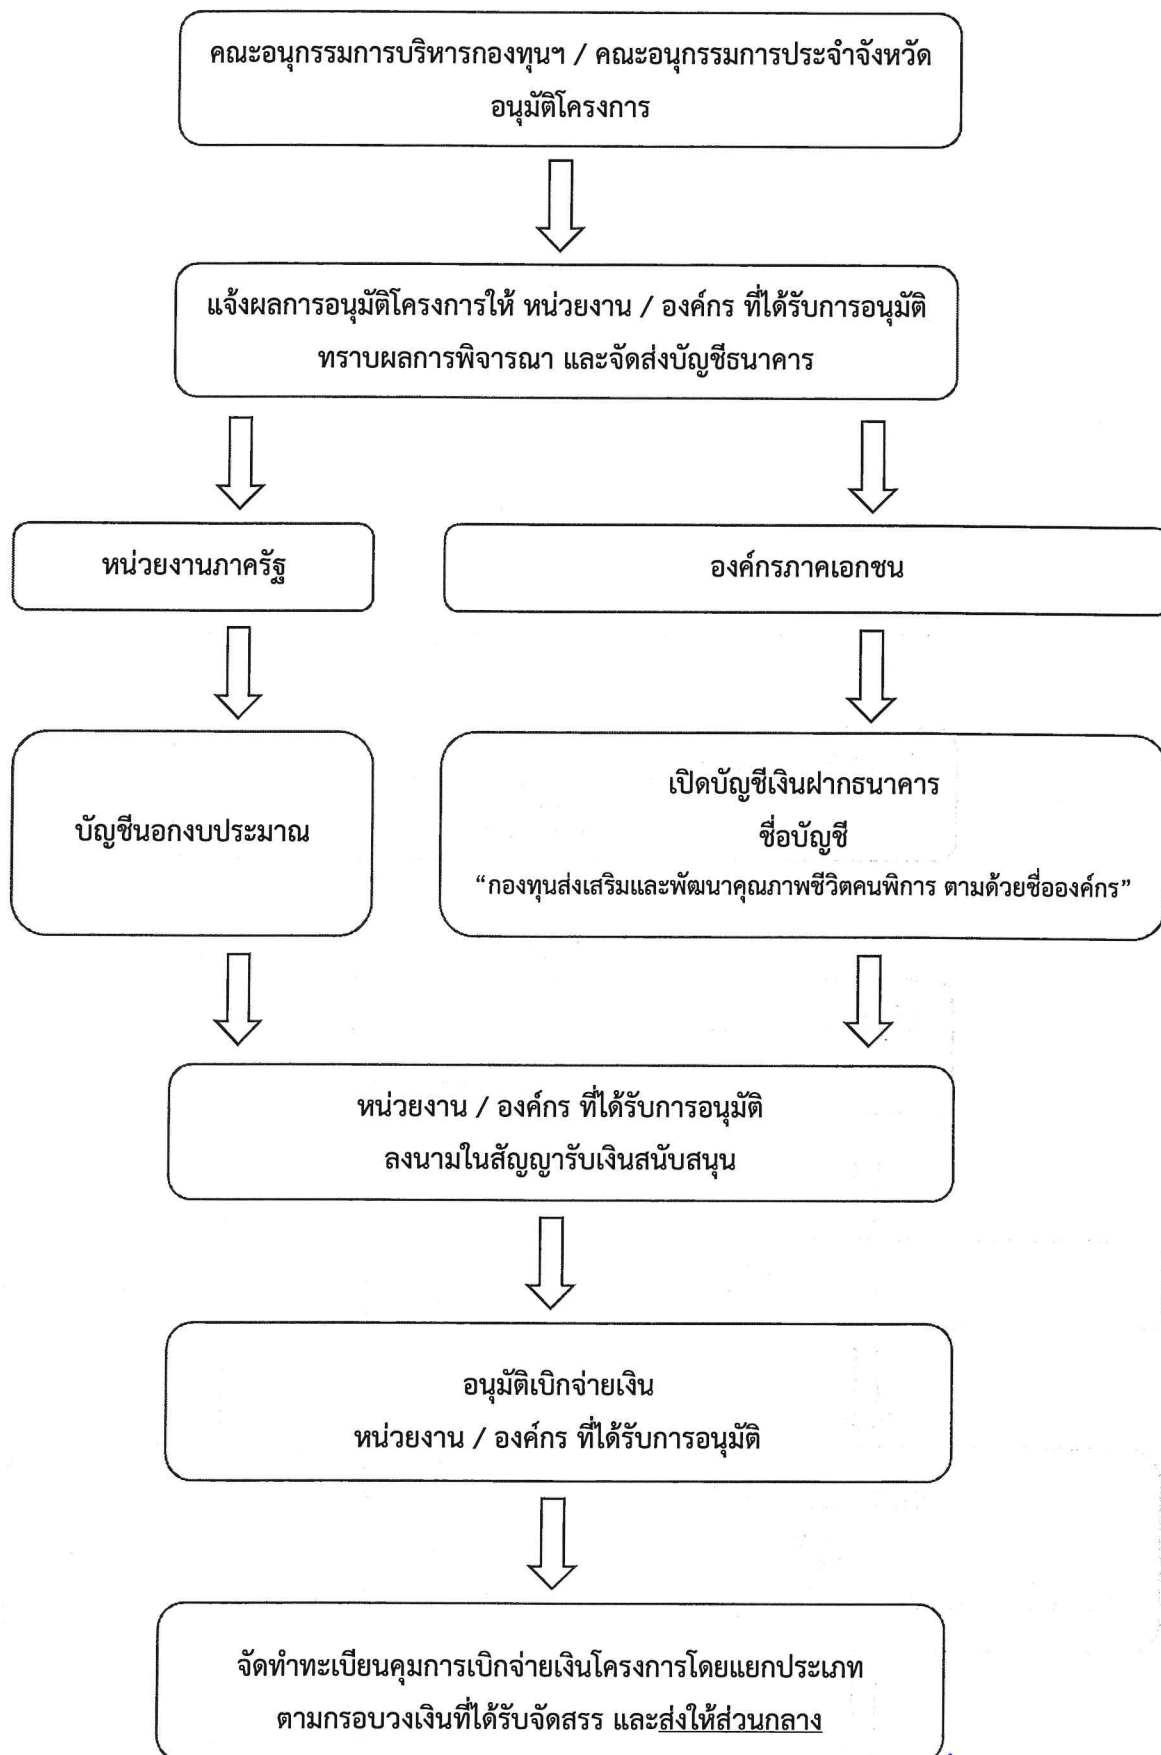 คณะอนุกรรมการบริหารกองทุนฯ / คณะอนุกรรมการประจำจังหวัด
อนุมัติโครงการ
แจ้งผลการอนุมัติโครงการให้ หน่วยงาน / องค์กร ที่ได้รับการอนุมัติ
ทราบผลการพิจารณา และจัดส่งบัญชีธนาคาร
หน่วยงานภาครัฐ
องค์กรภาคเอกชน
บัญชีนอกงบประมาณ
เปิดบัญชีเงินฝากธนาคาร
ชื่อบัญชี
“กองทุนส่งเสริมและพัฒนาคุณภาพชีวิตคนพิการ ตามด้วยชื่อองค์กร”
หน่วยงาน / องค์กร ที่ได้รับการอนุมัติ
ลงนามในสัญญารับเงินสนับสนุน
อนุมัติเบิกจ่ายเงิน
หน่วยงาน / องค์กร ที่ได้รับการอนุมัติ
จัดทำทะเบียนคุมการเบิกจ่ายเงินโครงการโดยแยกประเภท
ตามกรอบวงเงินที่ได้รับจัดสรร และส่งให้ส่วนกลาง